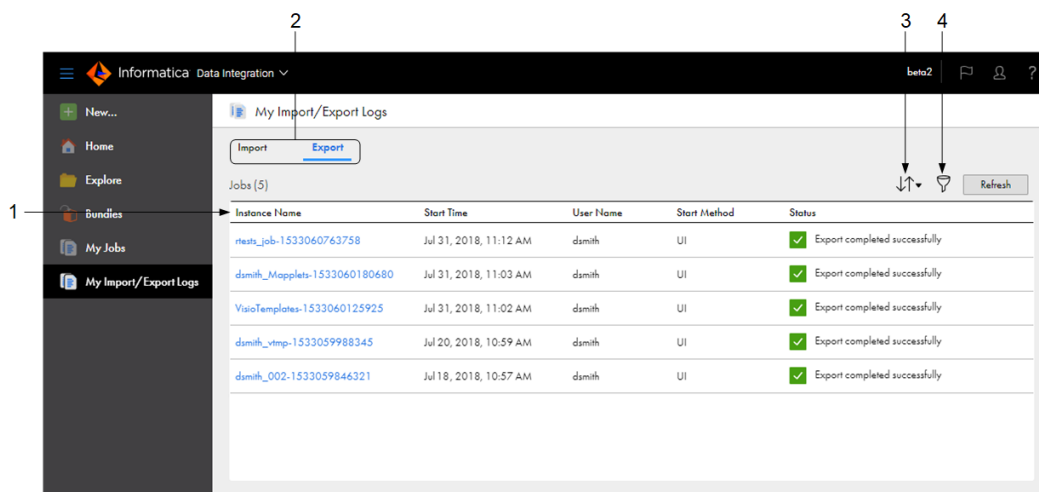 2 3 4
Informatica Data Integration beta2 ?
New... My Import/Export Logs
Home Import Export
Explore Jobs (5) Refresh
1 Bundles Instance Name Start Time User Name Start Method Status
My Jobs rtests_job-1533060763758 Jul 31, 2018, 11:12 AM dsmith UI Export completed successfully
My Import/Export Logs dsmith_Mapplets-1533060180680 Jul 31, 2018, 11:03 AM dsmith UI Export completed successfully
VisioTemplates-1533060125925 Jul 31, 2018, 11:02 AM dsmith UI Export completed successfully
dsmith_vtmp-1533059988345 Jul 20, 2018, 10:59 AM dsmith UI Export completed successfully
dsmith_002-1533059846321 Jul 18, 2018, 10:57 AM dsmith UI Export completed successfully